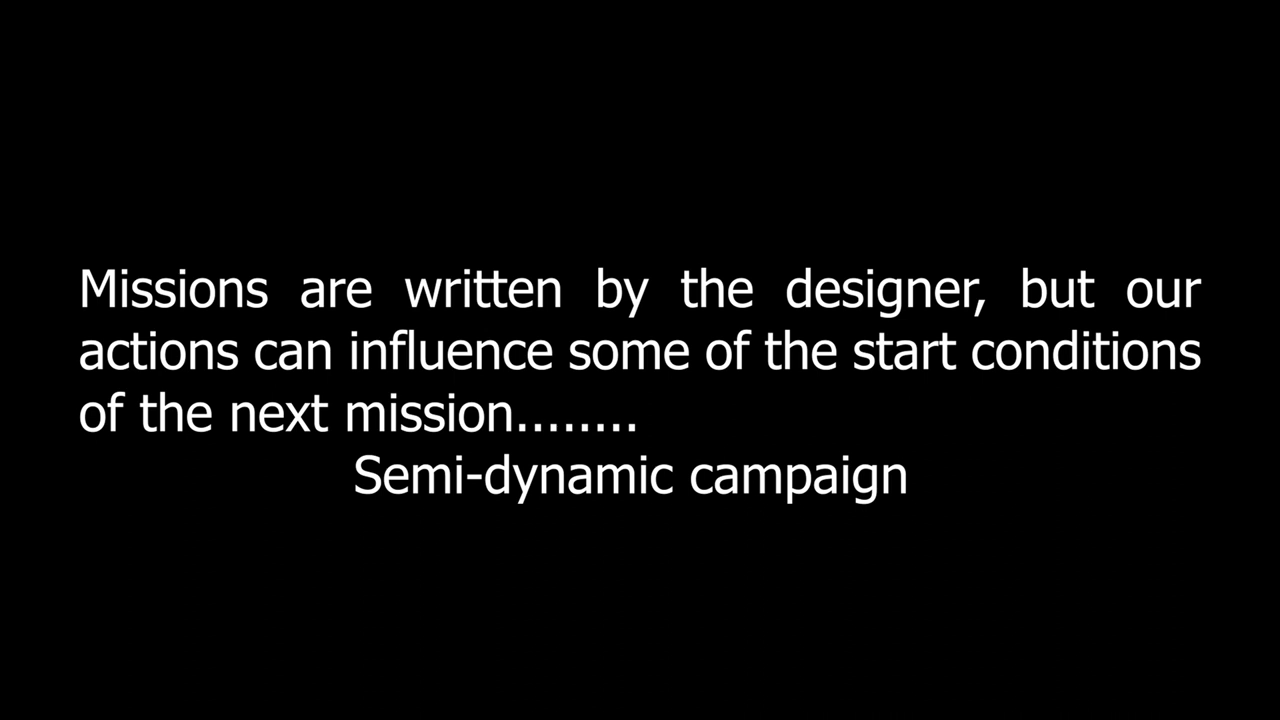 Missions are written by the designer, but our
actions can influence some of the start conditions
of the next mission........
Semi-dynamic campaign